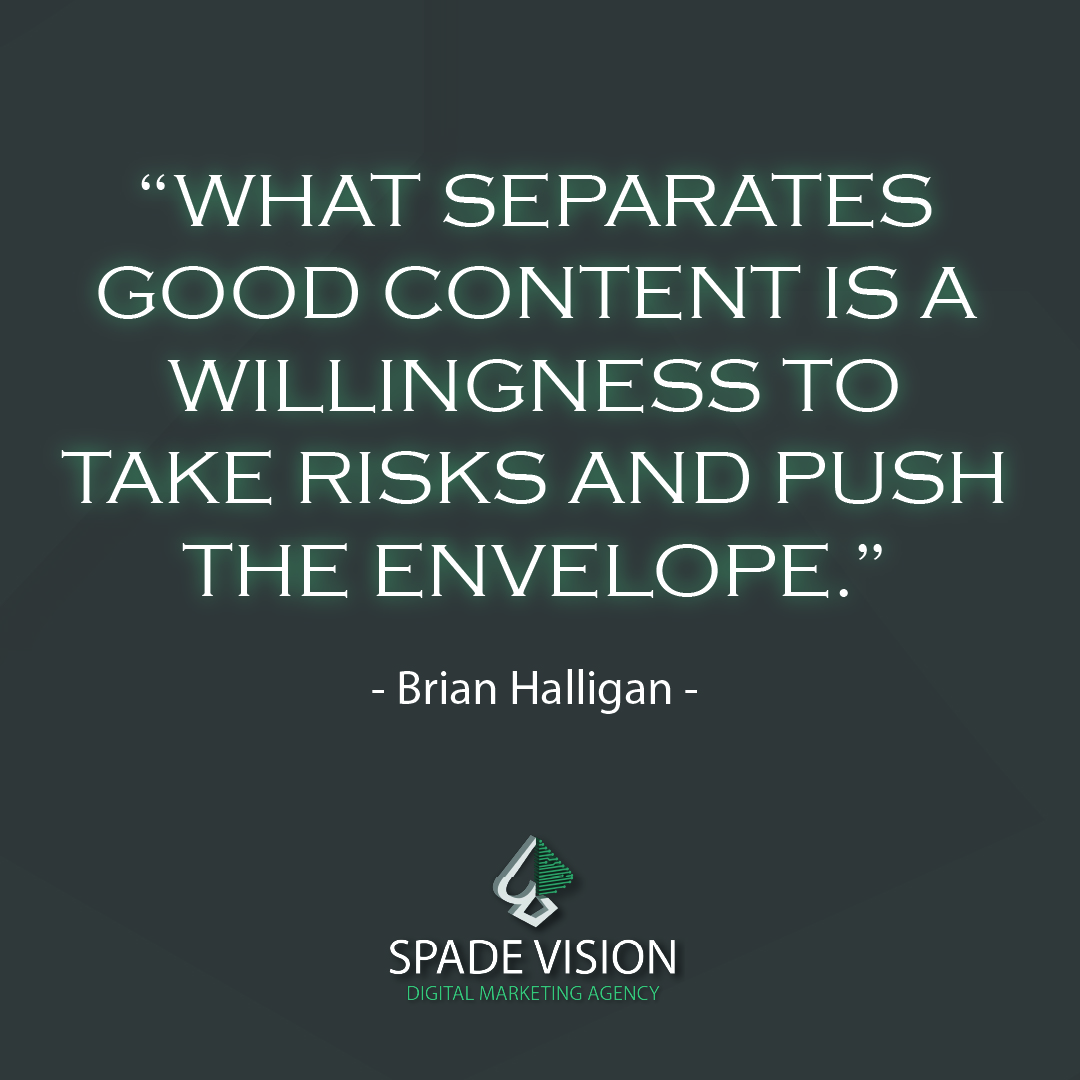 “WHAT SEPARATES
GOOD CONTENT IS A
WILLINGNESS TO
TAKE RISKS AND PUSH
THE ENVELOPE.”
- Brian Halligan -
SPADE VISION
DIGITAL MARKETING AGENCY